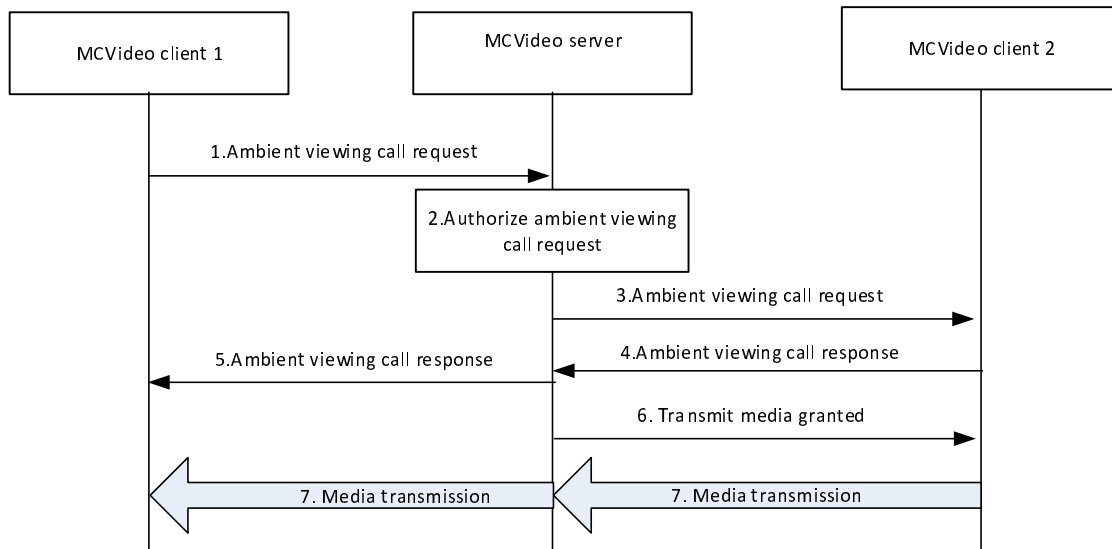 MCVideo client 1
MCVideo server
MCVideo client 2
1.Ambient viewing call request
2.Authorize ambient viewing
call request
3.Ambient viewing call request
4.Ambient viewing call response
5.Ambient viewing call response
6. Transmit media granted
7. Media transmission
7. Media transmission